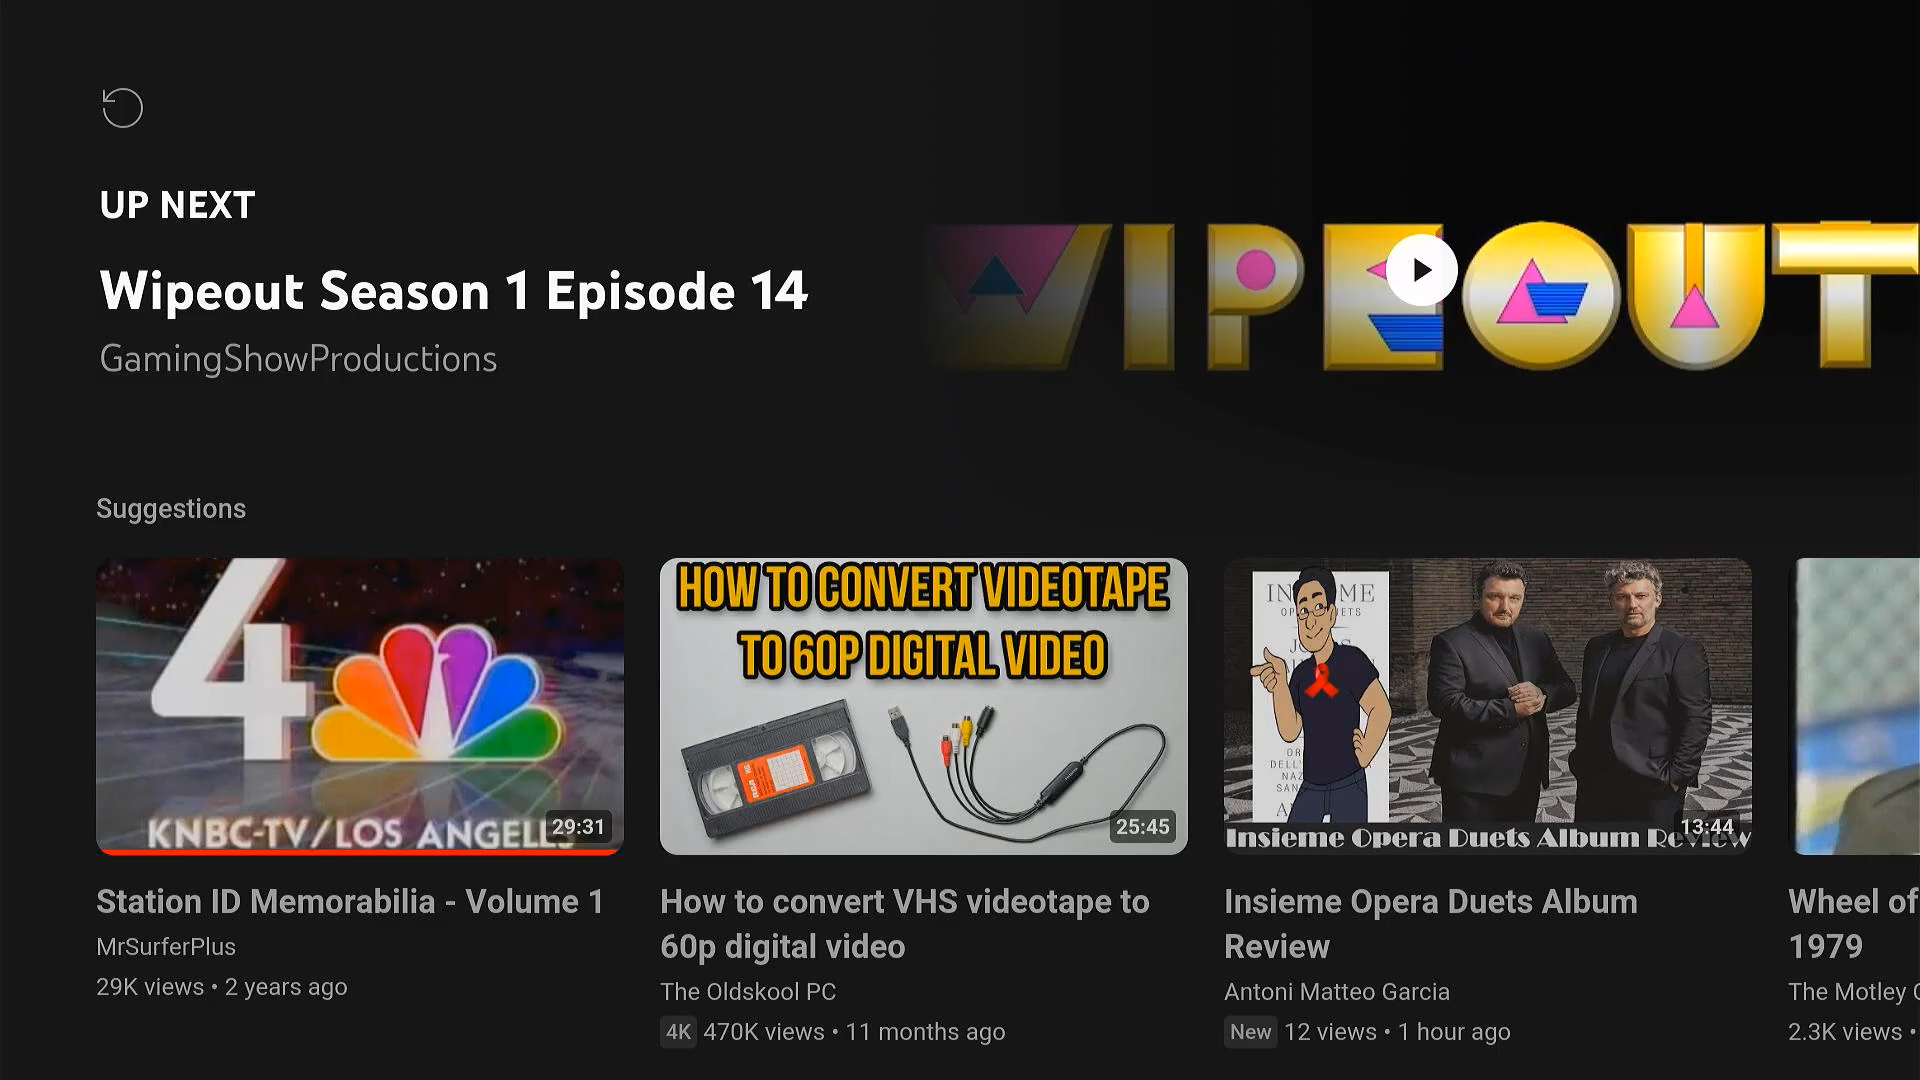 UP NEXT
Wipeout Season 1 Episode 14
GamingShowProductions
WIPEOUT
Suggestions
4
KNBC-TV/LOS ANGELES
29:31
HOW TO CONVERT VIDEOTAPE
TO 60P DIGITAL VIDEO
25:45
Insieme Opera Duets Album Review
13:44
Station ID Memorabilia - Volume 1
MrSurferPlus
29K views • 2 years ago
How to convert VHS videotape to
60p digital video
The Oldskool PC
4K 470K views • 11 months ago
Insieme Opera Duets Album
Review
Antoni Matteo Garcia
New 12 views • 1 hour ago
Wheel of
1979
The Motley
2.3K views •